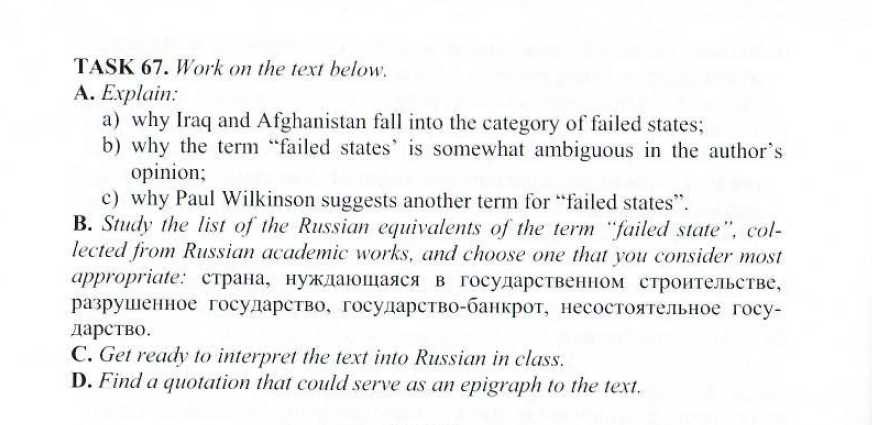 TASK 67. Work on the text below.
A. Explain:
a) why Iraq and Afghanistan fall into the category of failed states;
b) why the term “failed states’ is somewhat ambiguous in the author’s
opinion;
c) why Paul Wilkinson suggests another term for “failed states”.
B. Study the list of the Russian equivalents of the term “failed state”, col-
lected from Russian academic works, and choose one that you consider most
appropriate: страна, нуждающаяся в государственном строительстве,
разрушенное государство, государство-банкрот, несостоятельное госу-
дарство.
C. Get ready to interpret the text into Russian in class.
D. Find a quotation that could serve as an epigraph to the text.